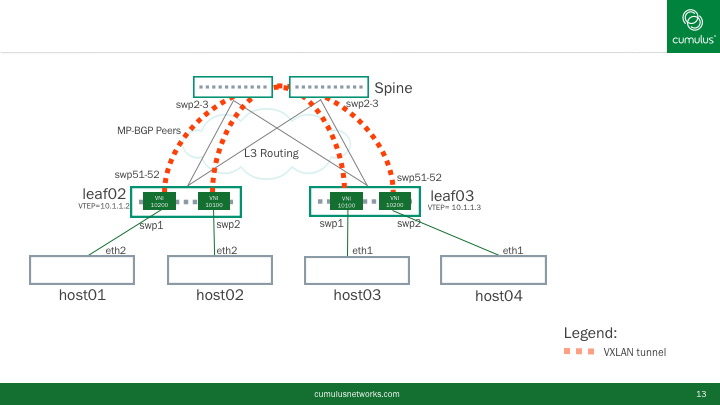 cumulus
Spine
swp2-3
swp2-3
MP-BGP Peers
L3 Routing
swp51-52
swp51-52
leaf02
VTEP=10.1.1.2
VNI
10200
VNI
10100
VNI
10100
VNI
10200
leaf03
VTEP= 10.1.1.3
swp1
swp2
swp1
swp2
eth2
eth2
eth1
eth1
host01
host02
host03
host04
Legend:
VXLAN tunnel
cumulusnetworks.com
13